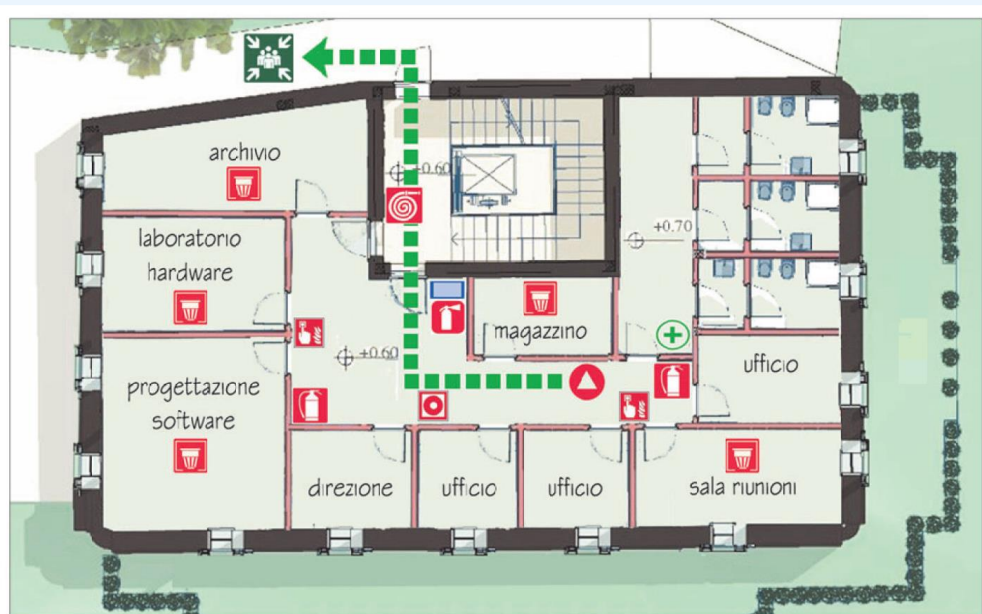 archivio
+0.60
+0.70
laboratorio
hardware
magazzino
+0.60
progettazione
software
ufficio
direzione
ufficio
ufficio
sala riunioni